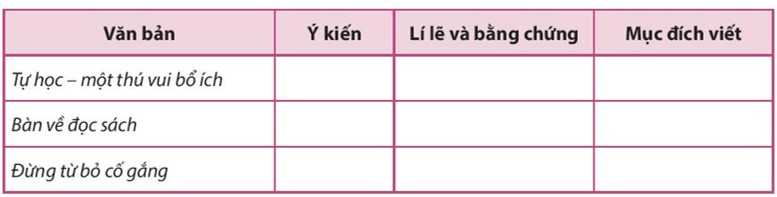 Văn bản Ý kiến Lí lẽ và bằng chứng Mục đích viết
Tự học – một thú vui bổ ích
Bàn về đọc sách
Đừng từ bỏ cố gắng